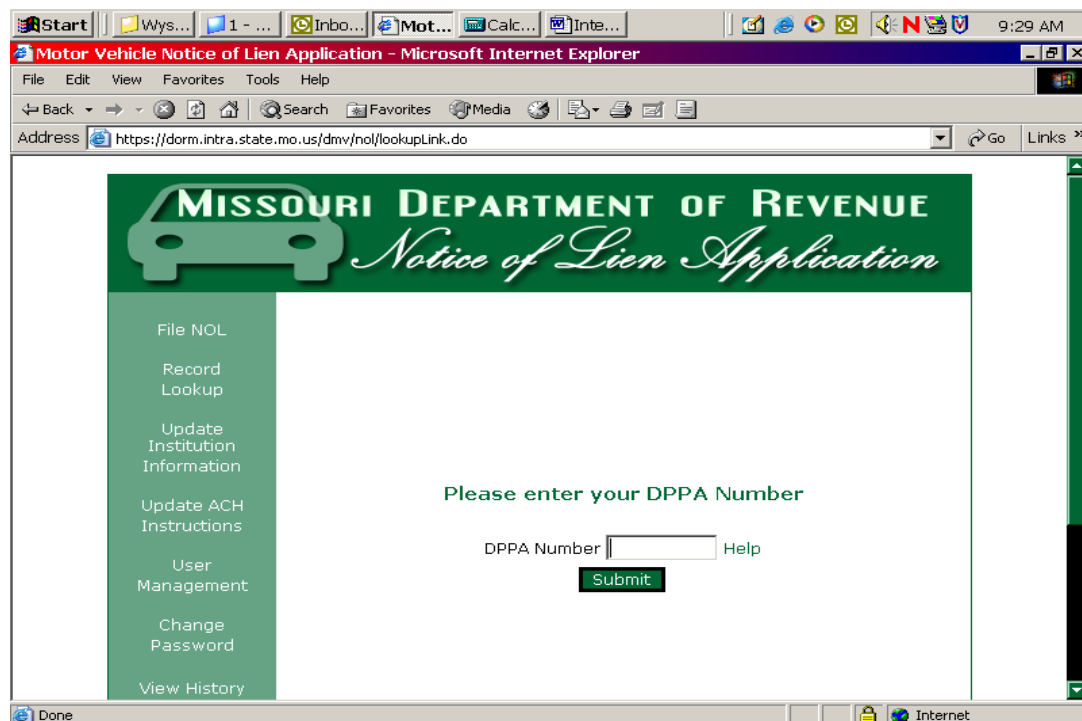 Start Wys... 1 - ... Inbo... Mot... Calc... Inte... 9:29 AM
Motor Vehicle Notice of Lien Application - Microsoft Internet Explorer
File Edit View Favorites Tools Help
Back Search Favorites Media
Address https://dorm.intra.state.mo.us/dmv/nol/lookupLink.do Go Links »
MISSOURI DEPARTMENT OF REVENUE
Notice of Lien Application
File NOL
Record
Lookup
Update
Institution
Information
Update ACH
Instructions
User
Management
Change
Password
View History
Please enter your DPPA Number
DPPA Number Help
Submit
Done Internet